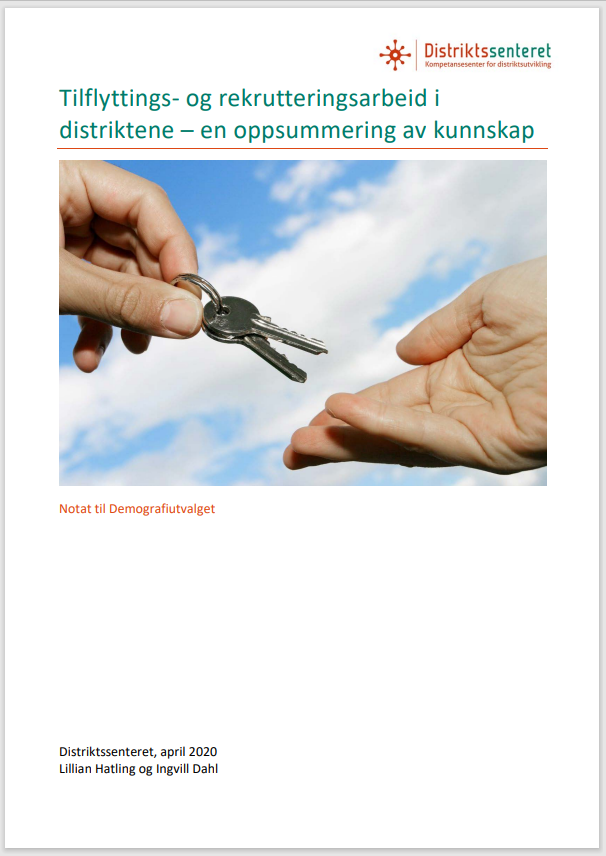 Distriktssenteret
Kompetansesenter for distriktsutvikling
Tilflyttings- og rekrutteringsarbeid i
distriktene – en oppsummering av kunnskap
Notat til Demografiutvalget
Distriktssenteret, april 2020
Lillian Hatling og Ingvill Dahl